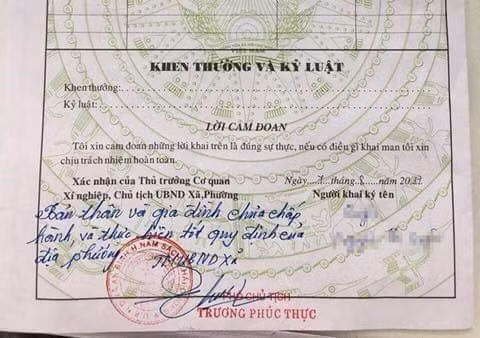 VIỆT NAM
KHEN THƯỞNG VÀ KỶ LUẬT
Khen thưởng:
Kỷ luật:
LỜI CAM ĐOAN
Tôi xin cam đoan những lời khai trên là đúng sự thực, nếu có điều gì khai man tôi xin
chịu trách nhiệm hoàn toàn.
Xác nhận của Thủ trưởng Cơ quan
Ngày 7 tháng 8 năm 20
Xí nghiệp, Chủ tịch UBND Xã,Phường
Người khai ký tên
Bản thân và gia đình chưa chấp
hành, và thực hiện tốt quy định của
địa phương
TM UBND Xã
PHÓ CHỦ TỊCH
TRƯƠNG PHÚC THỰC